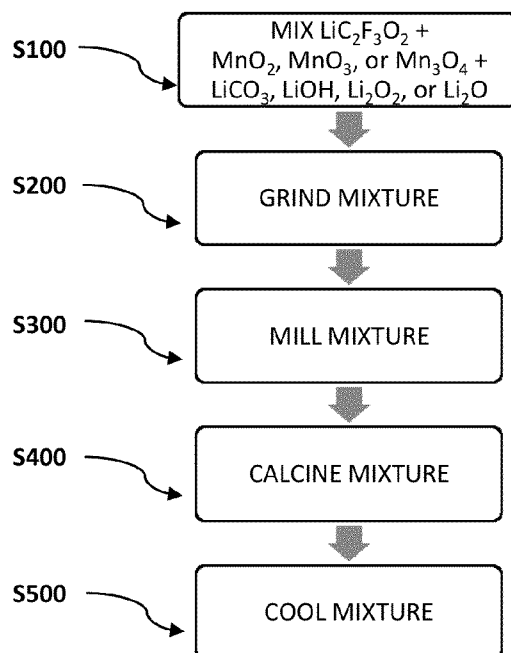 S100
MIX LiC₂F₃O₂ +
MnO₂, MnO₃, or Mn₃O₄ +
LiCO₃, LiOH, Li₂O₂, or Li₂O
S200
GRIND MIXTURE
S300
MILL MIXTURE
S400
CALCINE MIXTURE
S500
COOL MIXTURE